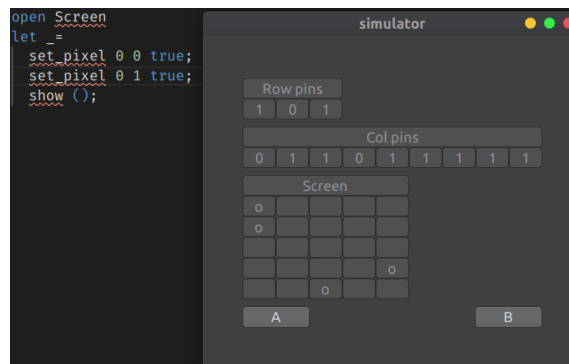 open Screen
let _=
set_pixel 0 0 true;
set_pixel 0 1 true;
show ();
simulator
Row pins
1 0 1
Col pins
0 1 1 0 1 1 1 1 1
Screen
o
o
o
o
A B